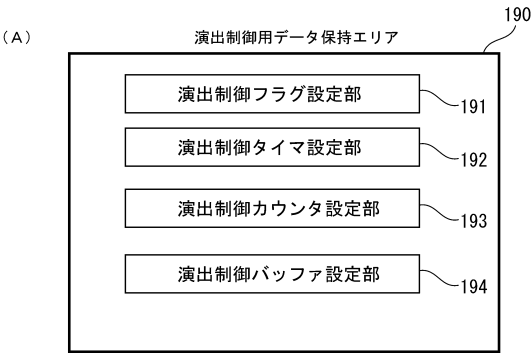 190
（A） 演出制御用データ保持エリア
演出制御フラグ設定部 191
演出制御タイマ設定部 192
演出制御カウンタ設定部 193
演出制御バッファ設定部 194